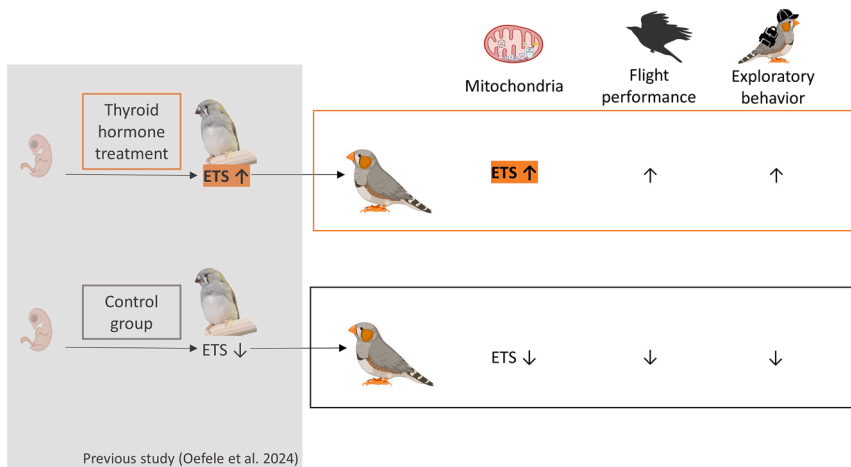 Mitochondria
Flight
performance
Exploratory
behavior
Thyroid
hormone
treatment
ETS ↑
ETS ↑
↑
↑
Control
group
ETS ↓
ETS ↓
↓
↓
Previous study (Oefele et al. 2024)